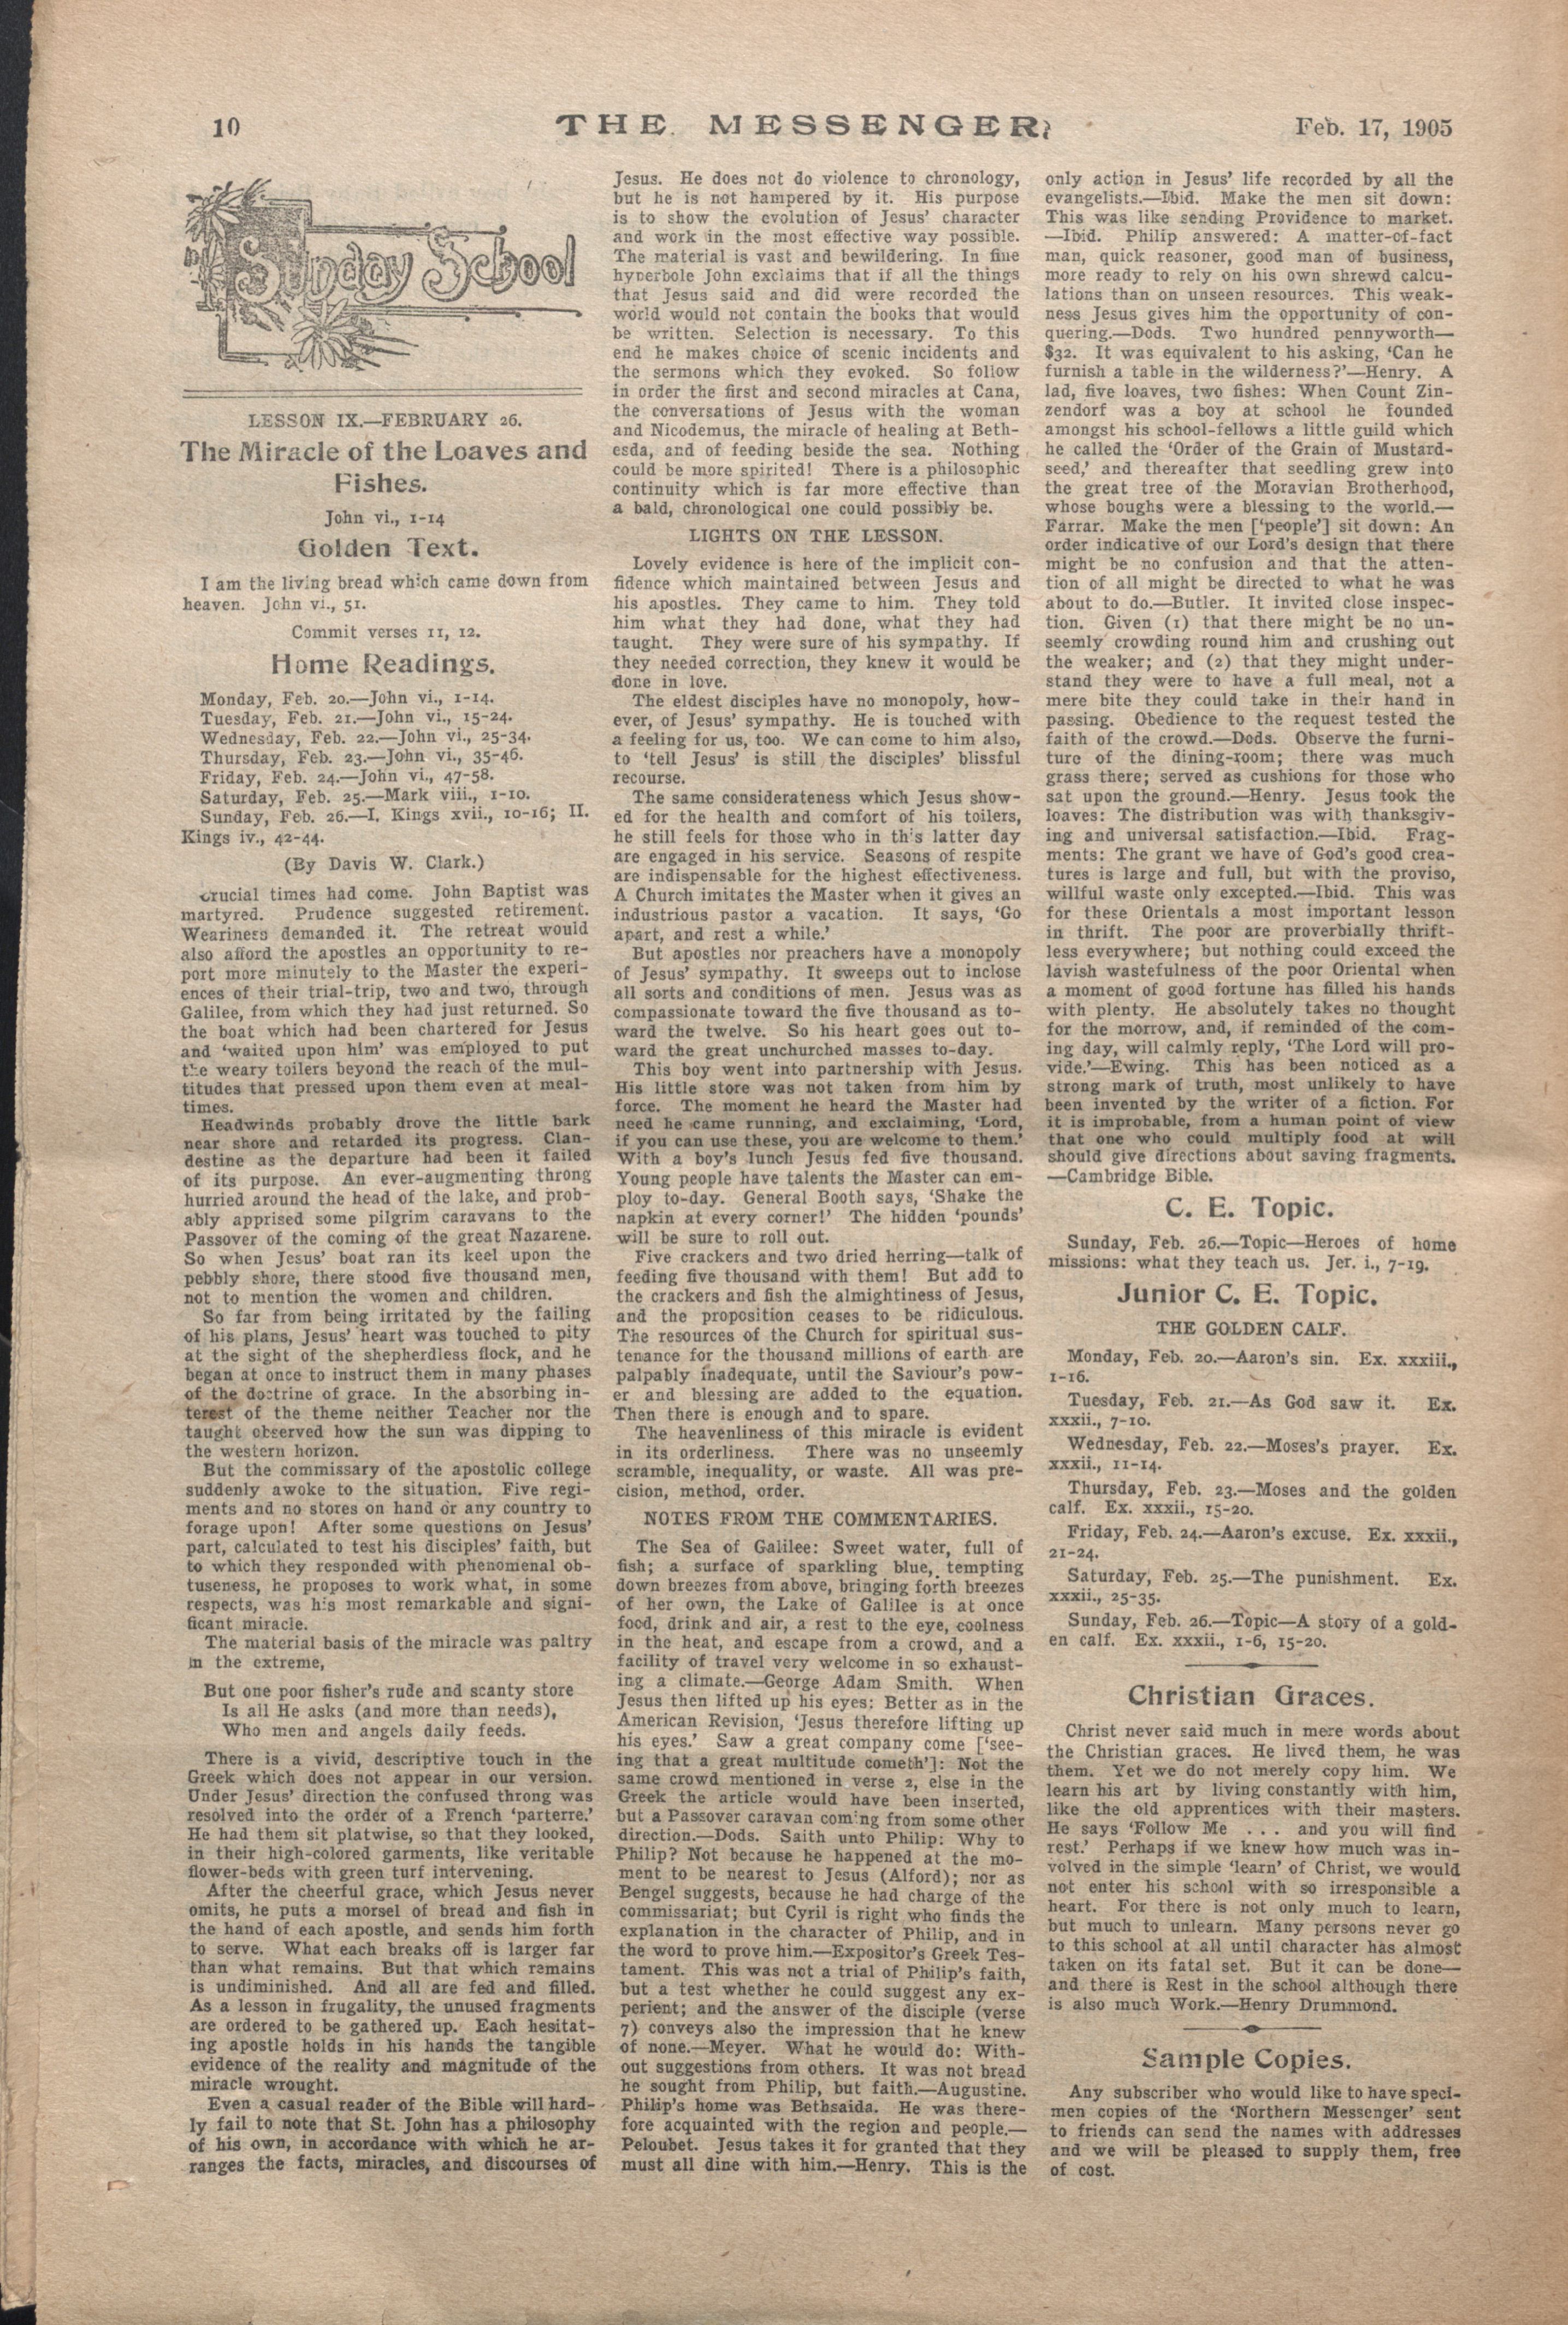 10
THE MESSENGER.
Feb. 17, 1905
Sunday School
LESSON IX.—FEBRUARY 26.
The Miracle of the Loaves and
Fishes.
John vi., 1-14
Golden Text.
I am the living bread which came down from
heaven. John vi., 51.
Commit verses 11, 12.
Home Readings.
Monday, Feb. 20.—John vi., 1-14.
Tuesday, Feb. 21.—John vi., 15-24.
Wednesday, Feb. 22.—John vi., 25-34.
Thursday, Feb. 23.—John vi., 35-46.
Friday, Feb. 24.—John vi., 47-58.
Saturday, Feb. 25.—Mark viii., 1-10.
Sunday, Feb. 26.—I. Kings xvii., 10-16; II.
Kings iv., 42-44.
(By Davis W. Clark.)
Crucial times had come. John Baptist was
martyred. Prudence suggested retirement.
Weariness demanded it. The retreat would
also afford the apostles an opportunity to re-
port more minutely to the Master the experi-
ences of their trial-trip, two and two, through
Galilee, from which they had just returned. So
the boat which had been chartered for Jesus
and 'waited upon him' was employed to put
the weary toilers beyond the reach of the mul-
titudes that pressed upon them even at meal-
times.
Headwinds probably drove the little bark
near shore and retarded its progress. Clan-
destine as the departure had been it failed
of its purpose. An ever-augmenting throng
hurried around the head of the lake, and prob-
ably apprised some pilgrim caravans to the
Passover of the coming of the great Nazarene.
So when Jesus' boat ran its keel upon the
pebbly shore, there stood five thousand men,
not to mention the women and children.
So far from being irritated by the failing
of his plans, Jesus' heart was touched to pity
at the sight of the shepherdless flock, and he
began at once to instruct them in many phases
of the doctrine of grace. In the absorbing in-
terest of the theme neither Teacher nor the
taught observed how the sun was dipping to
the western horizon.
But the commissary of the apostolic college
suddenly awoke to the situation. Five regi-
ments and no stores on hand or any country to
forage upon! After some questions on Jesus'
part, calculated to test his disciples' faith, but
to which they responded with phenomenal ob-
tuseness, he proposes to work what, in some
respects, was his most remarkable and signi-
ficant miracle.
The material basis of the miracle was paltry
in the extreme,
But one poor fisher's rude and scanty store
Is all He asks (and more than needs),
Who men and angels daily feeds.
There is a vivid, descriptive touch in the
Greek which does not appear in our version.
Under Jesus' direction the confused throng was
resolved into the order of a French 'parterre.'
He had them sit platwise, so that they looked,
in their high-colored garments, like veritable
flower-beds with green turf intervening.
After the cheerful grace, which Jesus never
omits, he puts a morsel of bread and fish in
the hand of each apostle, and sends him forth
to serve. What each breaks off is larger far
than what remains. But that which remains
is undiminished. And all are fed and filled.
As a lesson in frugality, the unused fragments
are ordered to be gathered up. Each hesitat-
ing apostle holds in his hands the tangible
evidence of the reality and magnitude of the
miracle wrought.
Even a casual reader of the Bible will hard-
ly fail to note that St. John has a philosophy
of his own, in accordance with which he ar-
ranges the facts, miracles, and discourses of
Jesus. He does not do violence to chronology,
but he is not hampered by it. His purpose
is to show the evolution of Jesus' character
and work in the most effective way possible.
The material is vast and bewildering. In fine
hyperbole John exclaims that if all the things
that Jesus said and did were recorded the
world would not contain the books that would
be written. Selection is necessary. To this
end he makes choice of scenic incidents and
the sermons which they evoked. So follow
in order the first and second miracles at Cana,
the conversations of Jesus with the woman
and Nicodemus, the miracle of healing at Beth-
esda, and of feeding beside the sea. Nothing
could be more spirited! There is a philosophic
continuity which is far more effective than
a bald, chronological one could possibly be.
LIGHTS ON THE LESSON.
Lovely evidence is here of the implicit con-
fidence which maintained between Jesus and
his apostles. They came to him. They told
him what they had done, what they had
taught. They were sure of his sympathy. If
they needed correction, they knew it would be
done in love.
The eldest disciples have no monopoly, how-
ever, of Jesus' sympathy. He is touched with
a feeling for us, too. We can come to him also,
to 'tell Jesus' is still the disciples' blissful
recourse.
The same considerateness which Jesus show-
ed for the health and comfort of his toilers,
he still feels for those who in this latter day
are engaged in his service. Seasons of respite
are indispensable for the highest effectiveness.
A Church imitates the Master when it gives an
industrious pastor a vacation. It says, 'Go
apart, and rest a while.'
But apostles nor preachers have a monopoly
of Jesus' sympathy. It sweeps out to inclose
all sorts and conditions of men. Jesus was as
compassionate toward the five thousand as to-
ward the twelve. So his heart goes out to-
ward the great unchurched masses to-day.
This boy went into partnership with Jesus.
His little store was not taken from him by
force. The moment he heard the Master had
need he came running, and exclaiming, 'Lord,
if you can use these, you are welcome to them.'
With a boy's lunch Jesus fed five thousand.
Young people have talents the Master can em-
ploy to-day. General Booth says, 'Shake the
napkin at every corner!' The hidden 'pounds'
will be sure to roll out.
Five crackers and two dried herring—talk of
feeding five thousand with them! But add to
the crackers and fish the almightiness of Jesus,
and the proposition ceases to be ridiculous.
The resources of the Church for spiritual sus-
tenance for the thousand millions of earth are
palpably inadequate, until the Saviour's pow-
er and blessing are added to the equation.
Then there is enough and to spare.
The heavenliness of this miracle is evident
in its orderliness. There was no unseemly
scramble, inequality, or waste. All was pre-
cision, method, order.
NOTES FROM THE COMMENTARIES.
The Sea of Galilee: Sweet water, full of
fish; a surface of sparkling blue, tempting
down breezes from above, bringing forth breezes
of her own, the Lake of Galilee is at once
food, drink and air, a rest to the eye, coolness
in the heat, and escape from a crowd, and a
facility of travel very welcome in so exhaust-
ing a climate.—George Adam Smith. When
Jesus then lifted up his eyes: Better as in the
American Revision, 'Jesus therefore lifting up
his eyes.' Saw a great company come ['see-
ing that a great multitude cometh']: Not the
same crowd mentioned in verse 2, else in the
Greek the article would have been inserted,
but a Passover caravan coming from some other
direction.—Dods. Saith unto Philip: Why to
Philip? Not because he happened at the mo-
ment to be nearest to Jesus (Alford); nor as
Bengel suggests, because he had charge of the
commissariat; but Cyril is right who finds the
explanation in the character of Philip, and in
the word to prove him.—Expositor's Greek Tes-
tament. This was not a trial of Philip's faith,
but a test whether he could suggest any ex-
perient; and the answer of the disciple (verse
7) conveys also the impression that he knew
of none.—Meyer. What he would do: With-
out suggestions from others. It was not bread
he sought from Philip, but faith.—Augustine.
Philip's home was Bethsaida. He was there-
fore acquainted with the region and people.—
Peloubet. Jesus takes it for granted that they
must all dine with him.—Henry. This is the
only action in Jesus' life recorded by all the
evangelists.—Ibid. Make the men sit down:
This was like sending Providence to market.
—Ibid. Philip answered: A matter-of-fact
man, quick reasoner, good man of business,
more ready to rely on his own shrewd calcu-
lations than on unseen resources. This weak-
ness Jesus gives him the opportunity of con-
quering.—Dods. Two hundred pennyworth—
$32. It was equivalent to his asking, 'Can he
furnish a table in the wilderness?'—Henry. A
lad, five loaves, two fishes: When Count Zin-
zendorf was a boy at school he founded
amongst his school-fellows a little guild which
he called the 'Order of the Grain of Mustard-
seed,' and thereafter that seedling grew into
the great tree of the Moravian Brotherhood,
whose boughs were a blessing to the world.—
Farrar. Make the men ['people'] sit down: An
order indicative of our Lord's design that there
might be no confusion and that the atten-
tion of all might be directed to what he was
about to do.—Butler. It invited close inspec-
tion. Given (1) that there might be no un-
seemly crowding round him and crushing out
the weaker; and (2) that they might under-
stand they were to have a full meal, not a
mere bite they could take in their hand in
passing. Obedience to the request tested the
faith of the crowd.—Dods. Observe the furni-
ture of the dining-room; there was much
grass there; served as cushions for those who
sat upon the ground.—Henry. Jesus took the
loaves: The distribution was with thanksgiv-
ing and universal satisfaction.—Ibid. Frag-
ments: The grant we have of God's good crea-
tures is large and full, but with the proviso,
willful waste only excepted.—Ibid. This was
for these Orientals a most important lesson
in thrift. The poor are proverbially thrift-
less everywhere; but nothing could exceed the
lavish wastefulness of the poor Oriental when
a moment of good fortune has filled his hands
with plenty. He absolutely takes no thought
for the morrow, and, if reminded of the com-
ing day, will calmly reply, 'The Lord will pro-
vide.'—Ewing. This has been noticed as a
strong mark of truth, most unlikely to have
been invented by the writer of a fiction. For
it is improbable, from a human point of view
that one who could multiply food at will
should give directions about saving fragments.
—Cambridge Bible.
C. E. Topic.
Sunday, Feb. 26.—Topic—Heroes of home
missions: what they teach us. Jer. i., 7-19.
Junior C. E. Topic.
THE GOLDEN CALF.
Monday, Feb. 20.—Aaron's sin. Ex. xxxiii.,
1-16.
Tuesday, Feb. 21.—As God saw it. Ex.
xxxii., 7-10.
Wednesday, Feb. 22.—Moses's prayer. Ex.
xxxii., 11-14.
Thursday, Feb. 23.—Moses and the golden
calf. Ex. xxxii., 15-20.
Friday, Feb. 24.—Aaron's excuse. Ex. xxxii.,
21-24.
Saturday, Feb. 25.—The punishment. Ex.
xxxii., 25-35.
Sunday, Feb. 26.—Topic—A story of a gold-
en calf. Ex. xxxii., 1-6, 15-20.
Christian Graces.
Christ never said much in mere words about
the Christian graces. He lived them, he was
them. Yet we do not merely copy him. We
learn his art by living constantly with him,
like the old apprentices with their masters.
He says 'Follow Me . . . and you will find
rest.' Perhaps if we knew how much was in-
volved in the simple 'learn' of Christ, we would
not enter his school with so irresponsible a
heart. For there is not only much to learn,
but much to unlearn. Many persons never go
to this school at all until character has almost
taken on its fatal set. But it can be done—
and there is Rest in the school although there
is also much Work.—Henry Drummond.
Sample Copies.
Any subscriber who would like to have speci-
men copies of the 'Northern Messenger' sent
to friends can send the names with addresses
and we will be pleased to supply them, free
of cost.